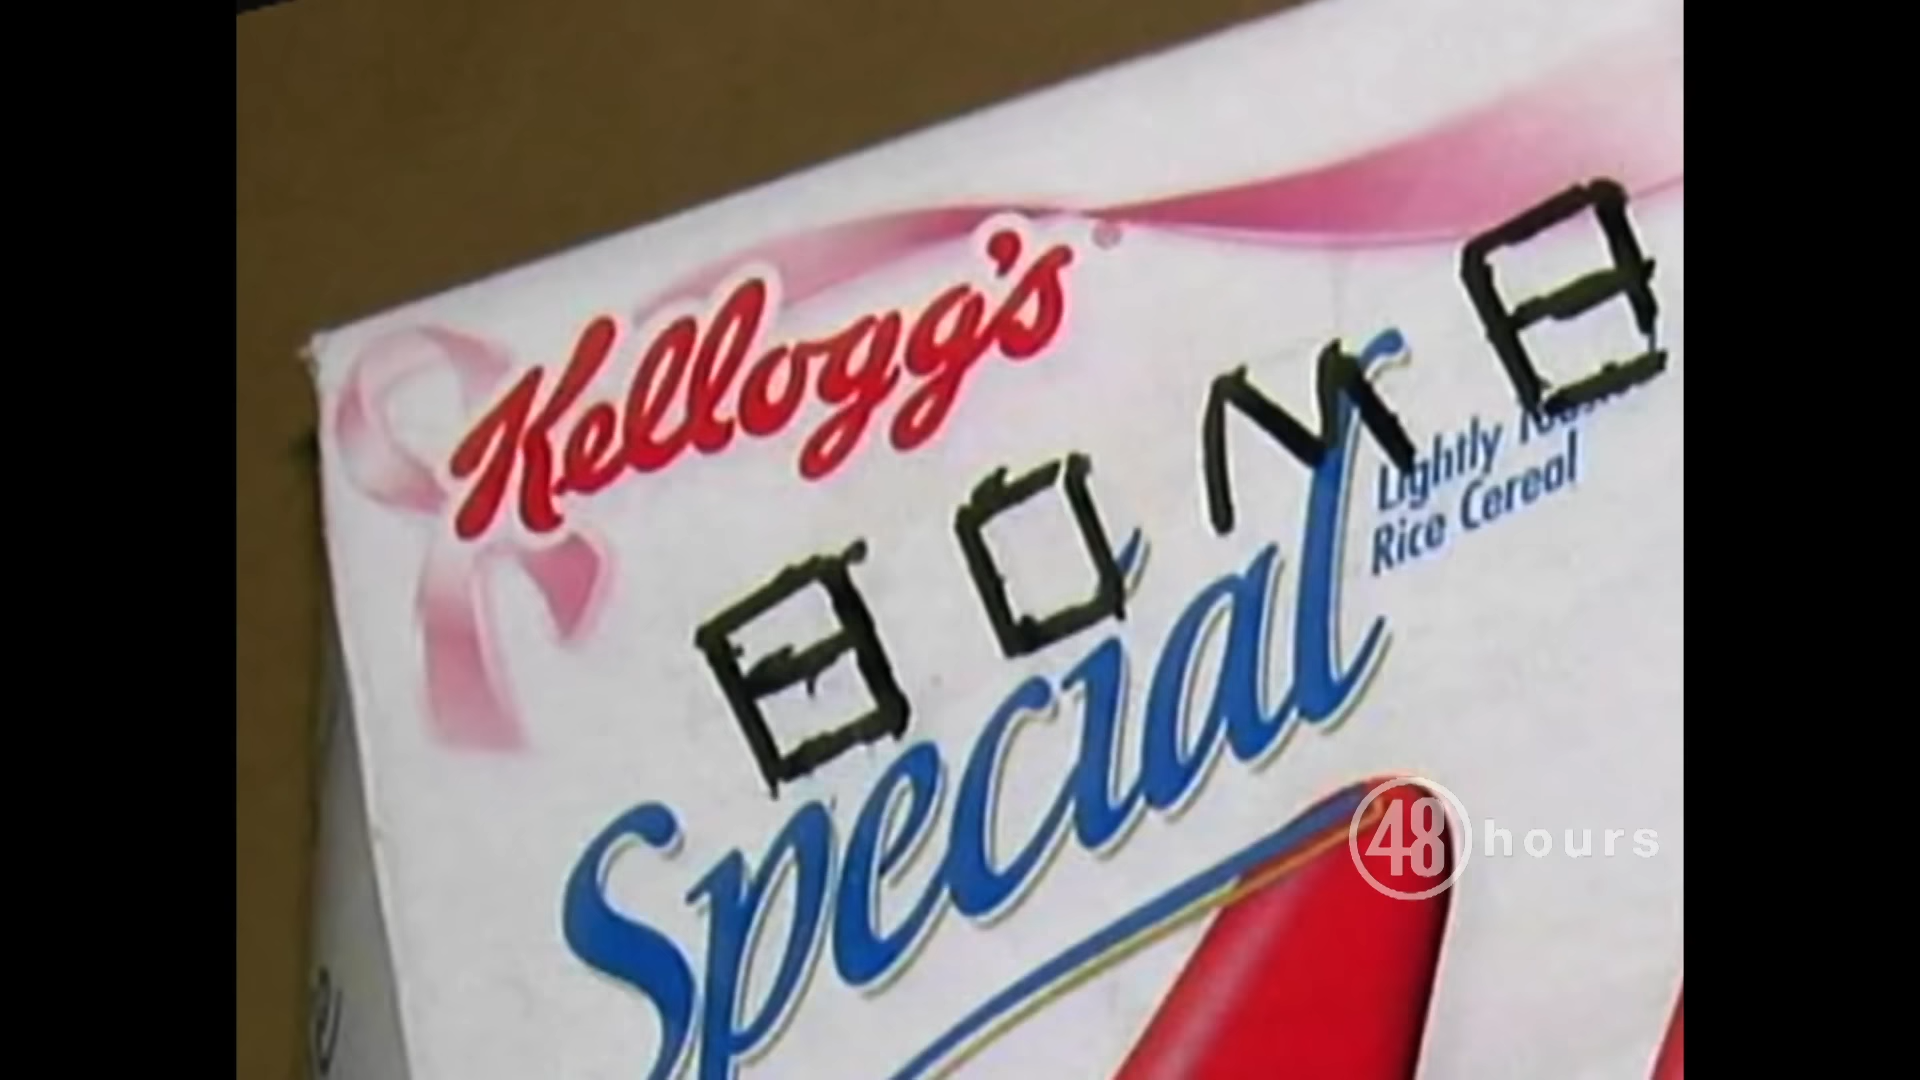 Kellogg's®
BOMB
Special
Lightly
Rice Cereal
48 hours